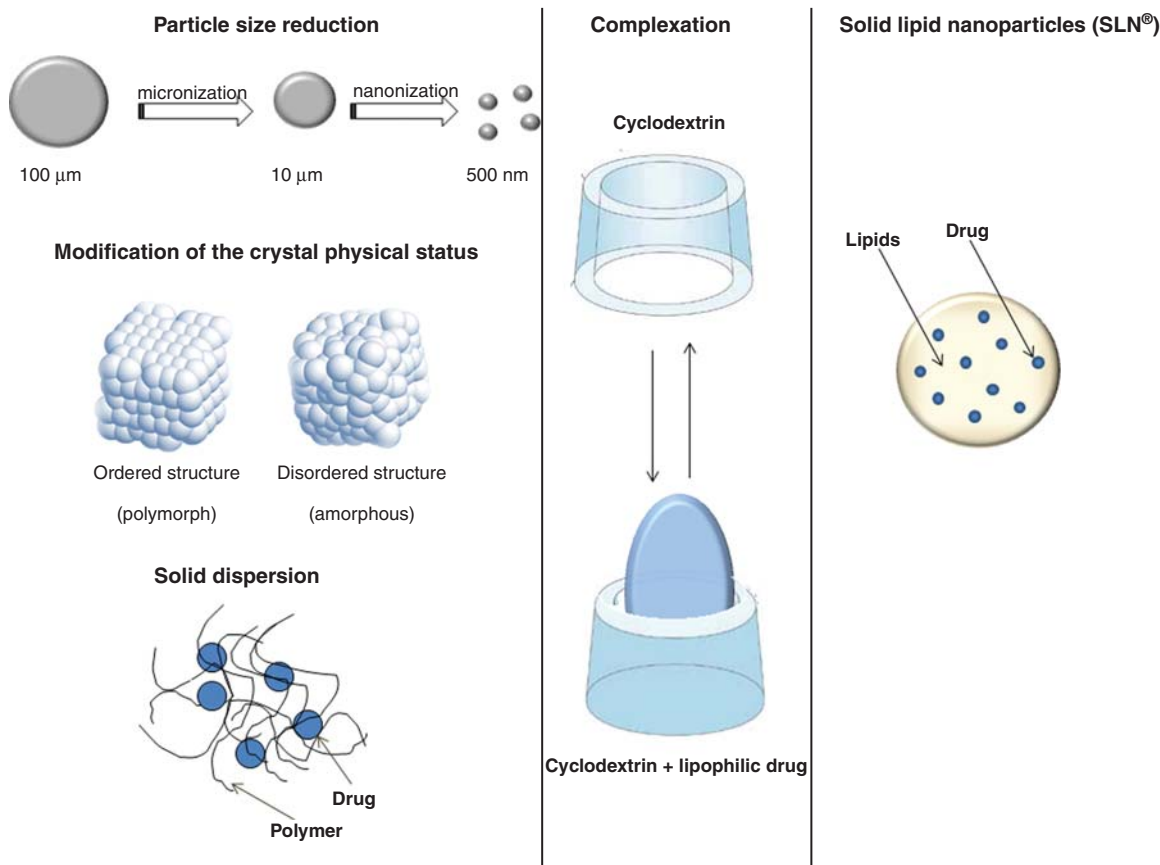 Particle size reduction
micronization
nanonization
100 μm
10 μm
500 nm
Modification of the crystal physical status
Ordered structure
(polymorph)
Disordered structure
(amorphous)
Solid dispersion
Drug
Polymer
Complexation
Cyclodextrin
Cyclodextrin + lipophilic drug
Solid lipid nanoparticles (SLN®)
Lipids
Drug